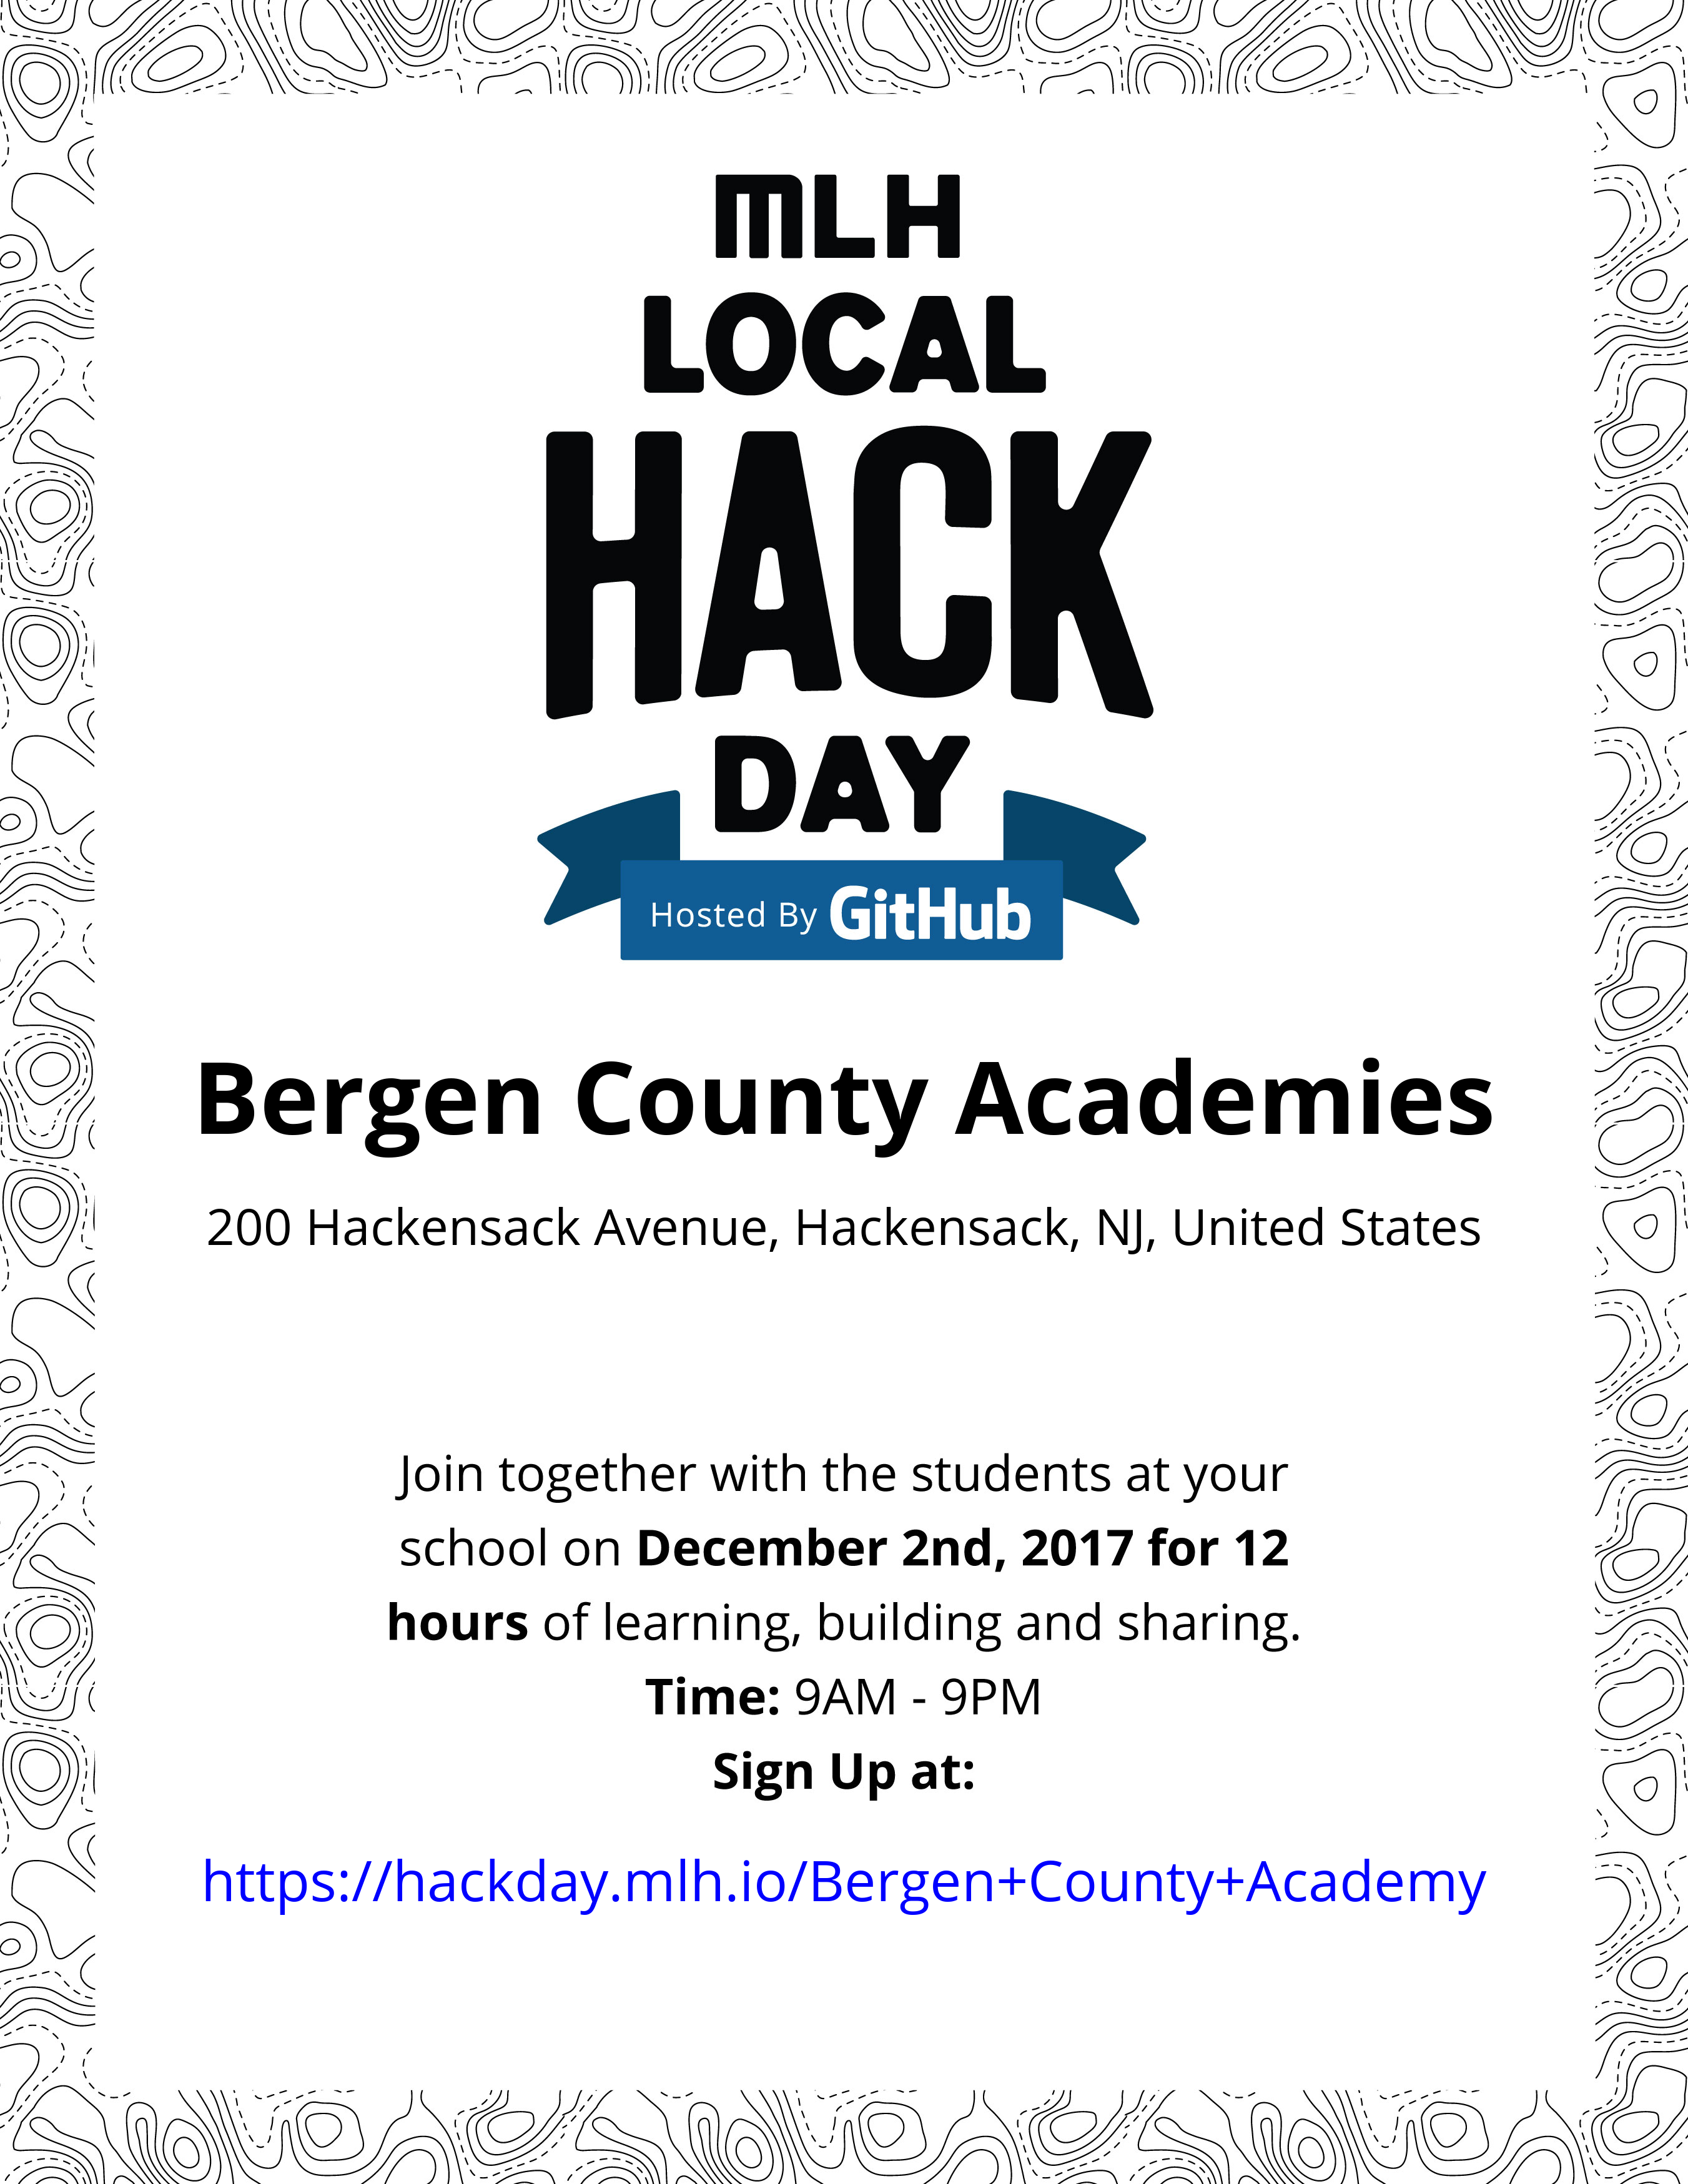 MLH
LOCAL
HACK
DAY
Hosted By GitHub
Bergen County Academies
200 Hackensack Avenue, Hackensack, NJ, United States
Join together with the students at your
school on December 2nd, 2017 for 12
hours of learning, building and sharing.
Time: 9AM - 9PM
Sign Up at:
https://hackday.mlh.io/Bergen+County+Academy